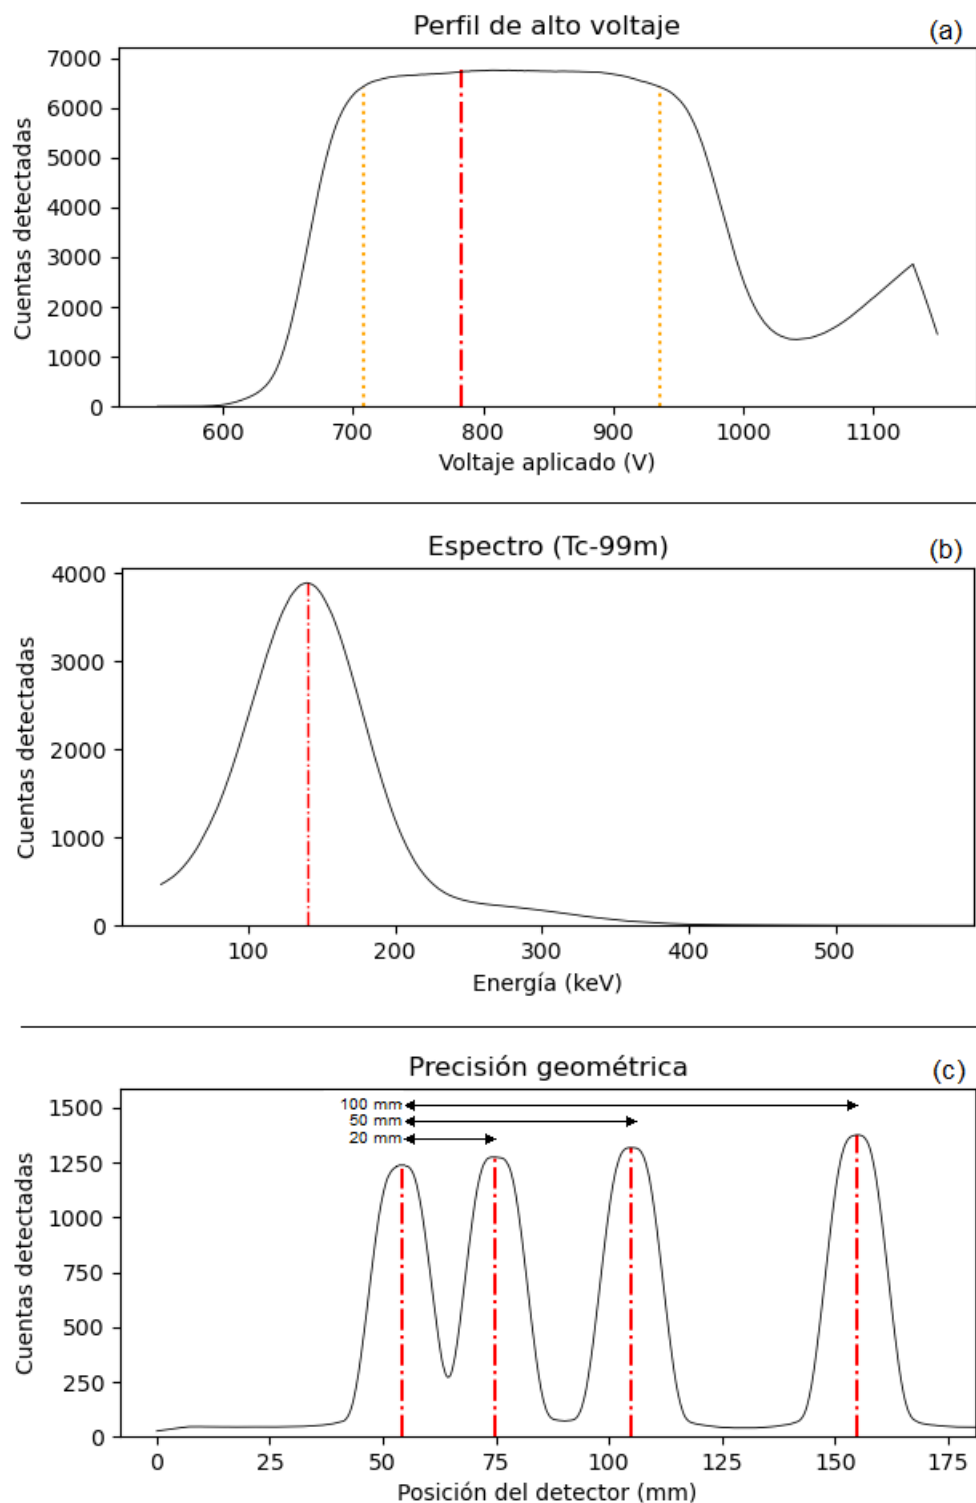 Perfil de alto voltaje
(a)
7000
6000
5000
4000
3000
2000
1000
0
Cuentas detectadas
600 700 800 900 1000 1100
Voltaje aplicado (V)
Espectro (Tc-99m)
(b)
4000
3000
2000
1000
0
Cuentas detectadas
100 200 300 400 500
Energía (keV)
Precisión geométrica
(c)
100 mm
50 mm
20 mm
1500
1250
1000
750
500
250
0
Cuentas detectadas
0 25 50 75 100 125 150 175
Posición del detector (mm)